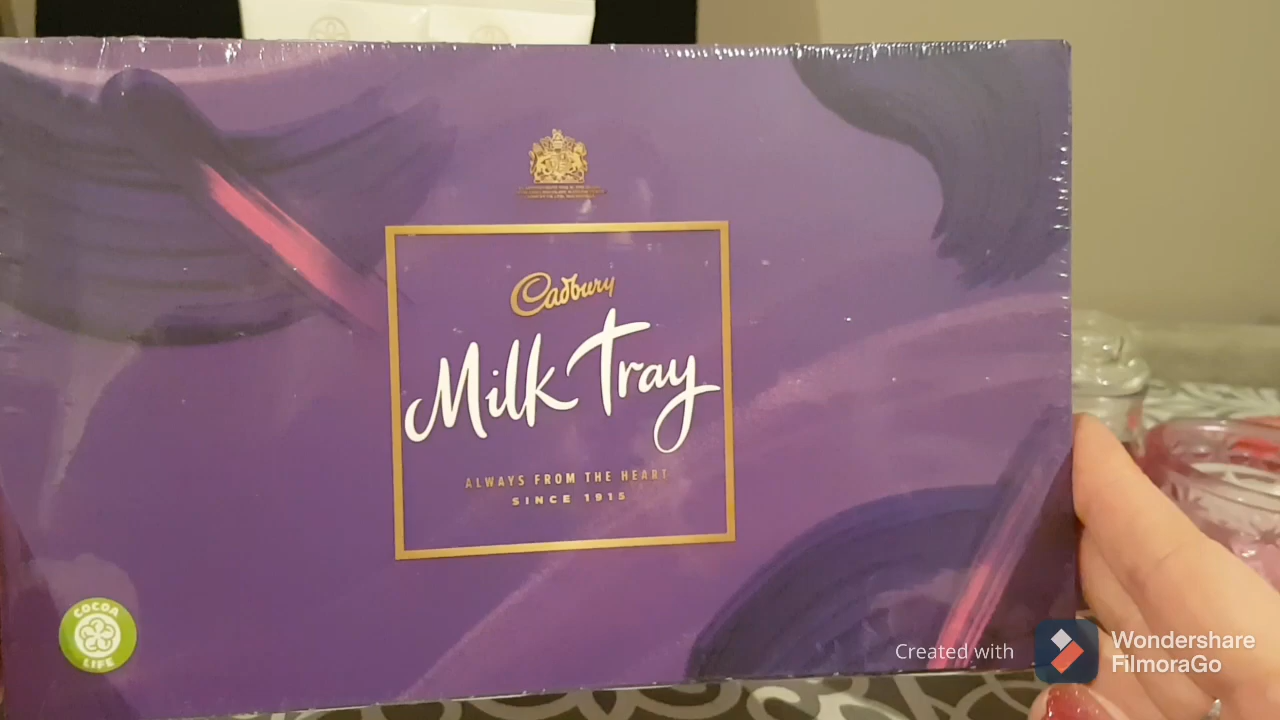 Cadbury
Milk Tray
ALWAYS FROM THE HEART
SINCE 1915
COCOA
LIFE
Created with
Wondershare
FilmoraGo